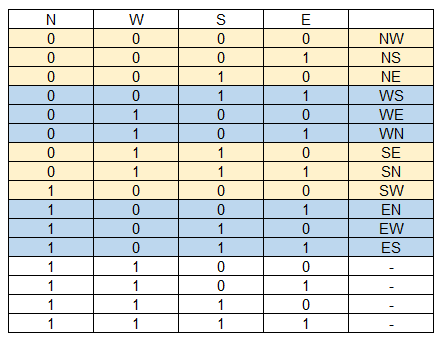 N W S E
0 0 0 0 NW
0 0 0 1 NS
0 0 1 0 NE
0 0 1 1 WS
0 1 0 0 WE
0 1 0 1 WN
0 1 1 0 SE
0 1 1 1 SN
1 0 0 0 SW
1 0 0 1 EN
1 0 1 0 EW
1 0 1 1 ES
1 1 0 0 -
1 1 0 1 -
1 1 1 0 -
1 1 1 1 -